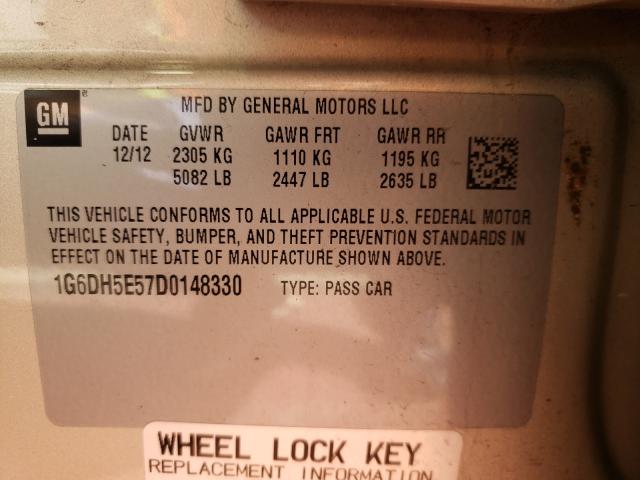 GM ®
MFD BY GENERAL MOTORS LLC
DATE GVWR GAWR FRT GAWR RR
12/12 2305 KG 1110 KG 1195 KG
5082 LB 2447 LB 2635 LB
THIS VEHICLE CONFORMS TO ALL APPLICABLE U.S. FEDERAL MOTOR
VEHICLE SAFETY, BUMPER, AND THEFT PREVENTION STANDARDS IN
EFFECT ON THE DATE OF MANUFACTURE SHOWN ABOVE.
1G6DH5E57D0148330 TYPE: PASS CAR
WHEEL LOCK KEY
REPLACEMENT INFORMATION